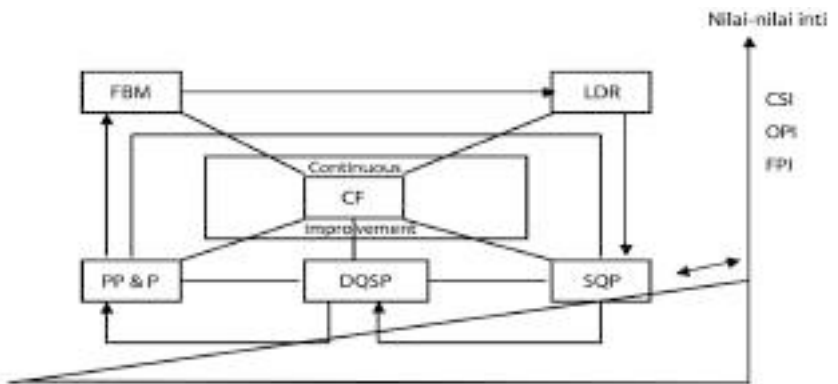 Nilai-nilai inti
FBM
LDR
CSI
OPI
FPI
Continuous
CF
Improvement
PP & P
DQSP
SQP